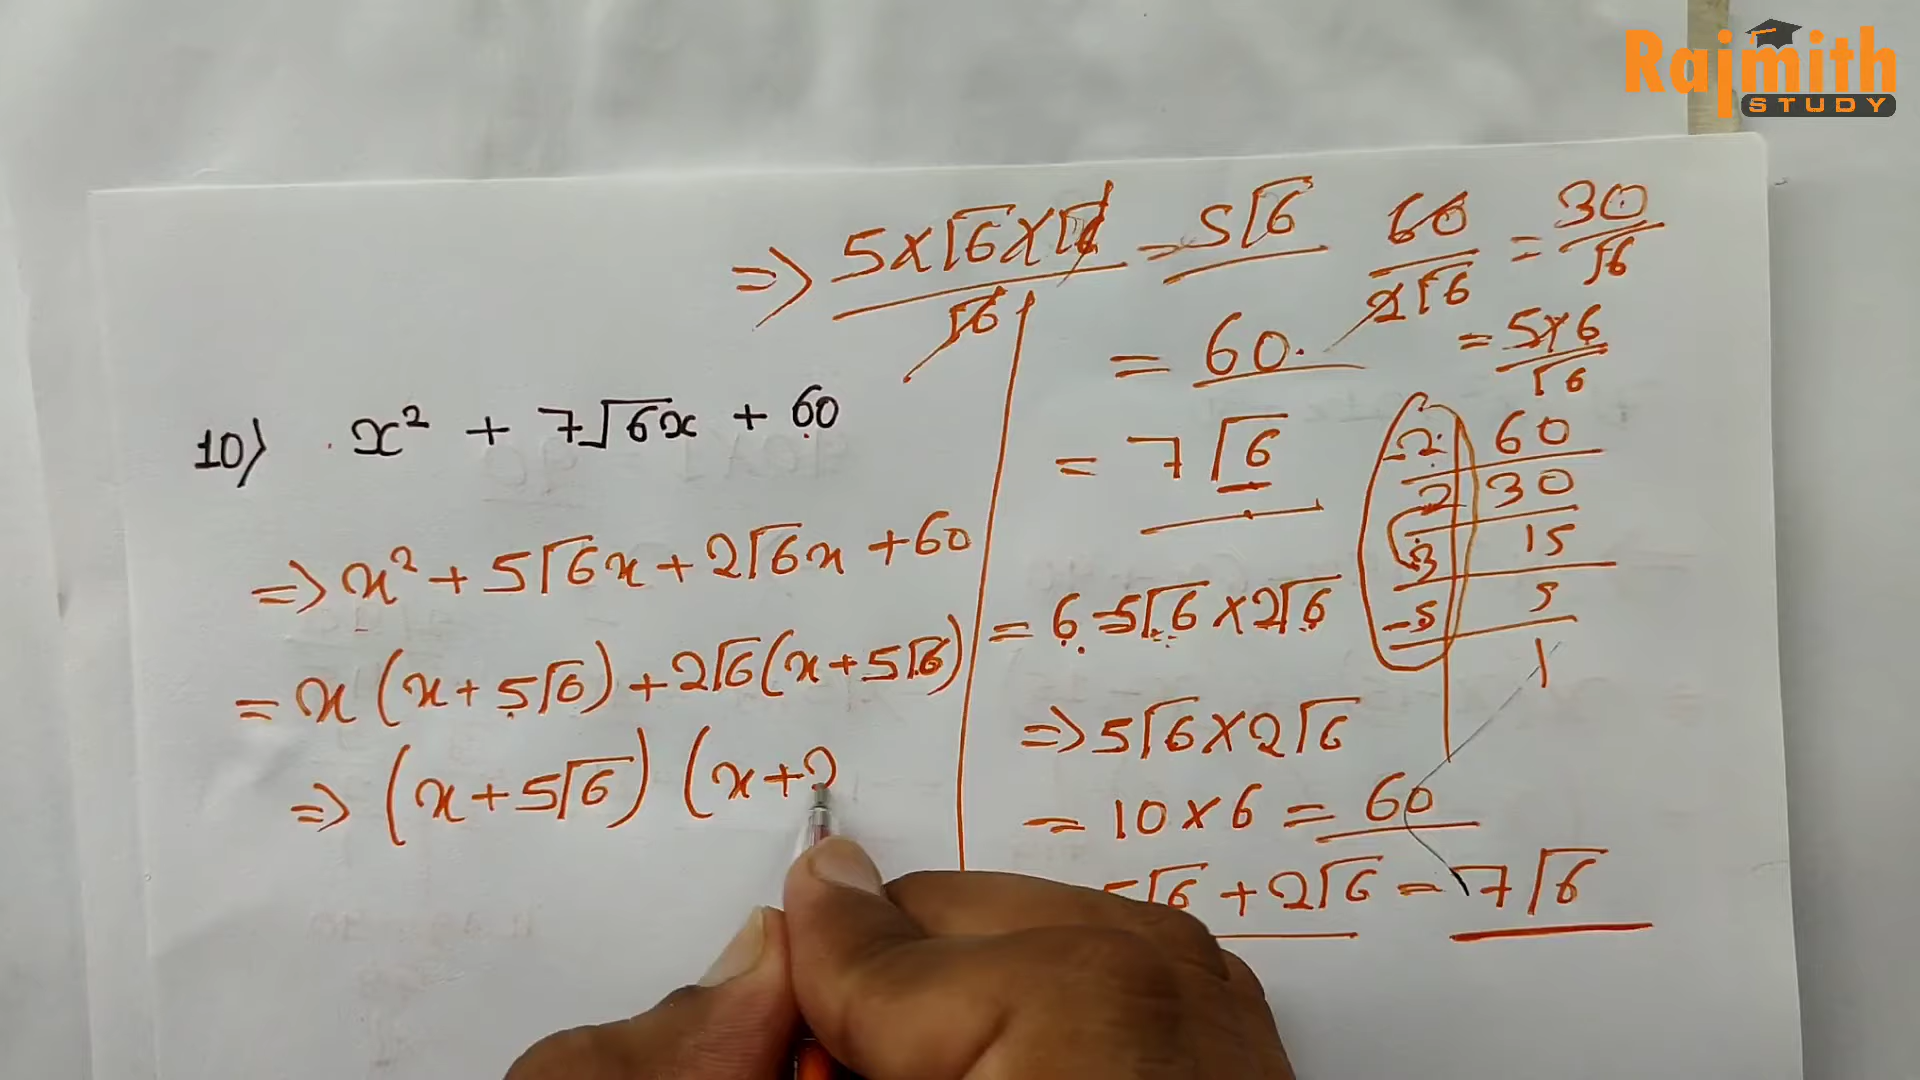 Rajmith
STUDY
=> 5×√6×√6/√6 = 5√6
60/2√6 = 30/√6
= 5×6/√6
10) x² + 7√6x + 60
=> x² + 5√6x + 2√6x + 60
= x(x + 5√6) + 2√6(x + 5√6)
=> (x + 5√6) (x + 2
= 60
= 7√6
= 6 5√6 × 2√6
=> 5√6 × 2√6
= 10 × 6 = 60
5√6 + 2√6 = 7√6
2 60
2 30
3 15
5 5
1